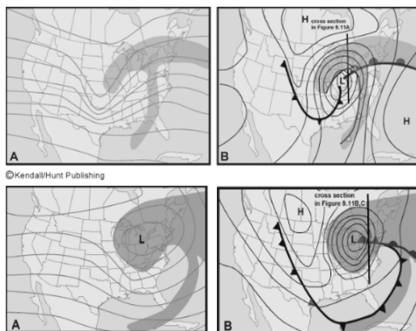 H
cross section
in Figure 9.11A
L
H
A
B
©Kendall/Hunt Publishing
cross section
in Figure 9.11B,C
H
L
L
A
B